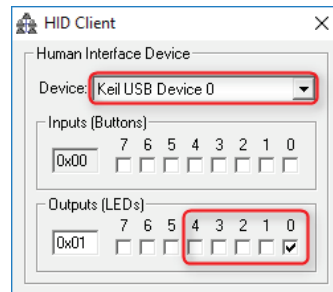 HID Client
Human Interface Device
Device: Keil USB Device 0
Inputs (Buttons)
7 6 5 4 3 2 1 0
0x00
Outputs (LEDs)
7 6 5 4 3 2 1 0
0x01